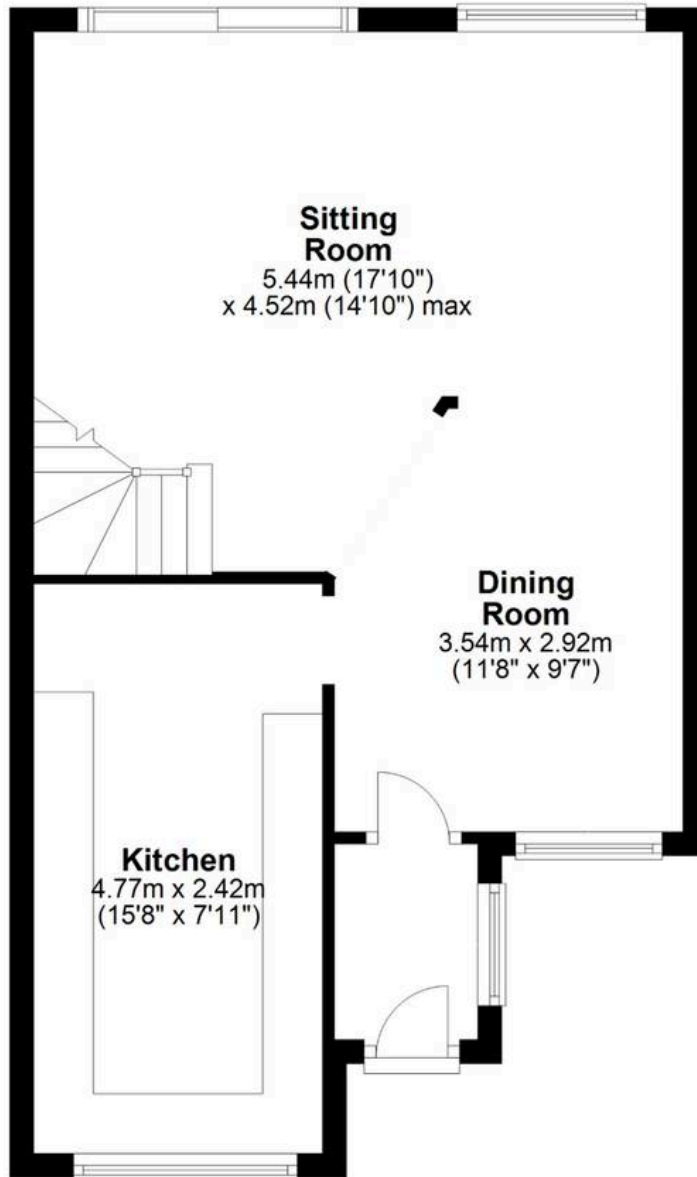 Sitting
Room
5.44m (17'10")
x 4.52m (14'10") max
Dining
Room
3.54m x 2.92m
(11'8" x 9'7")
Kitchen
4.77m x 2.42m
(15'8" x 7'11")